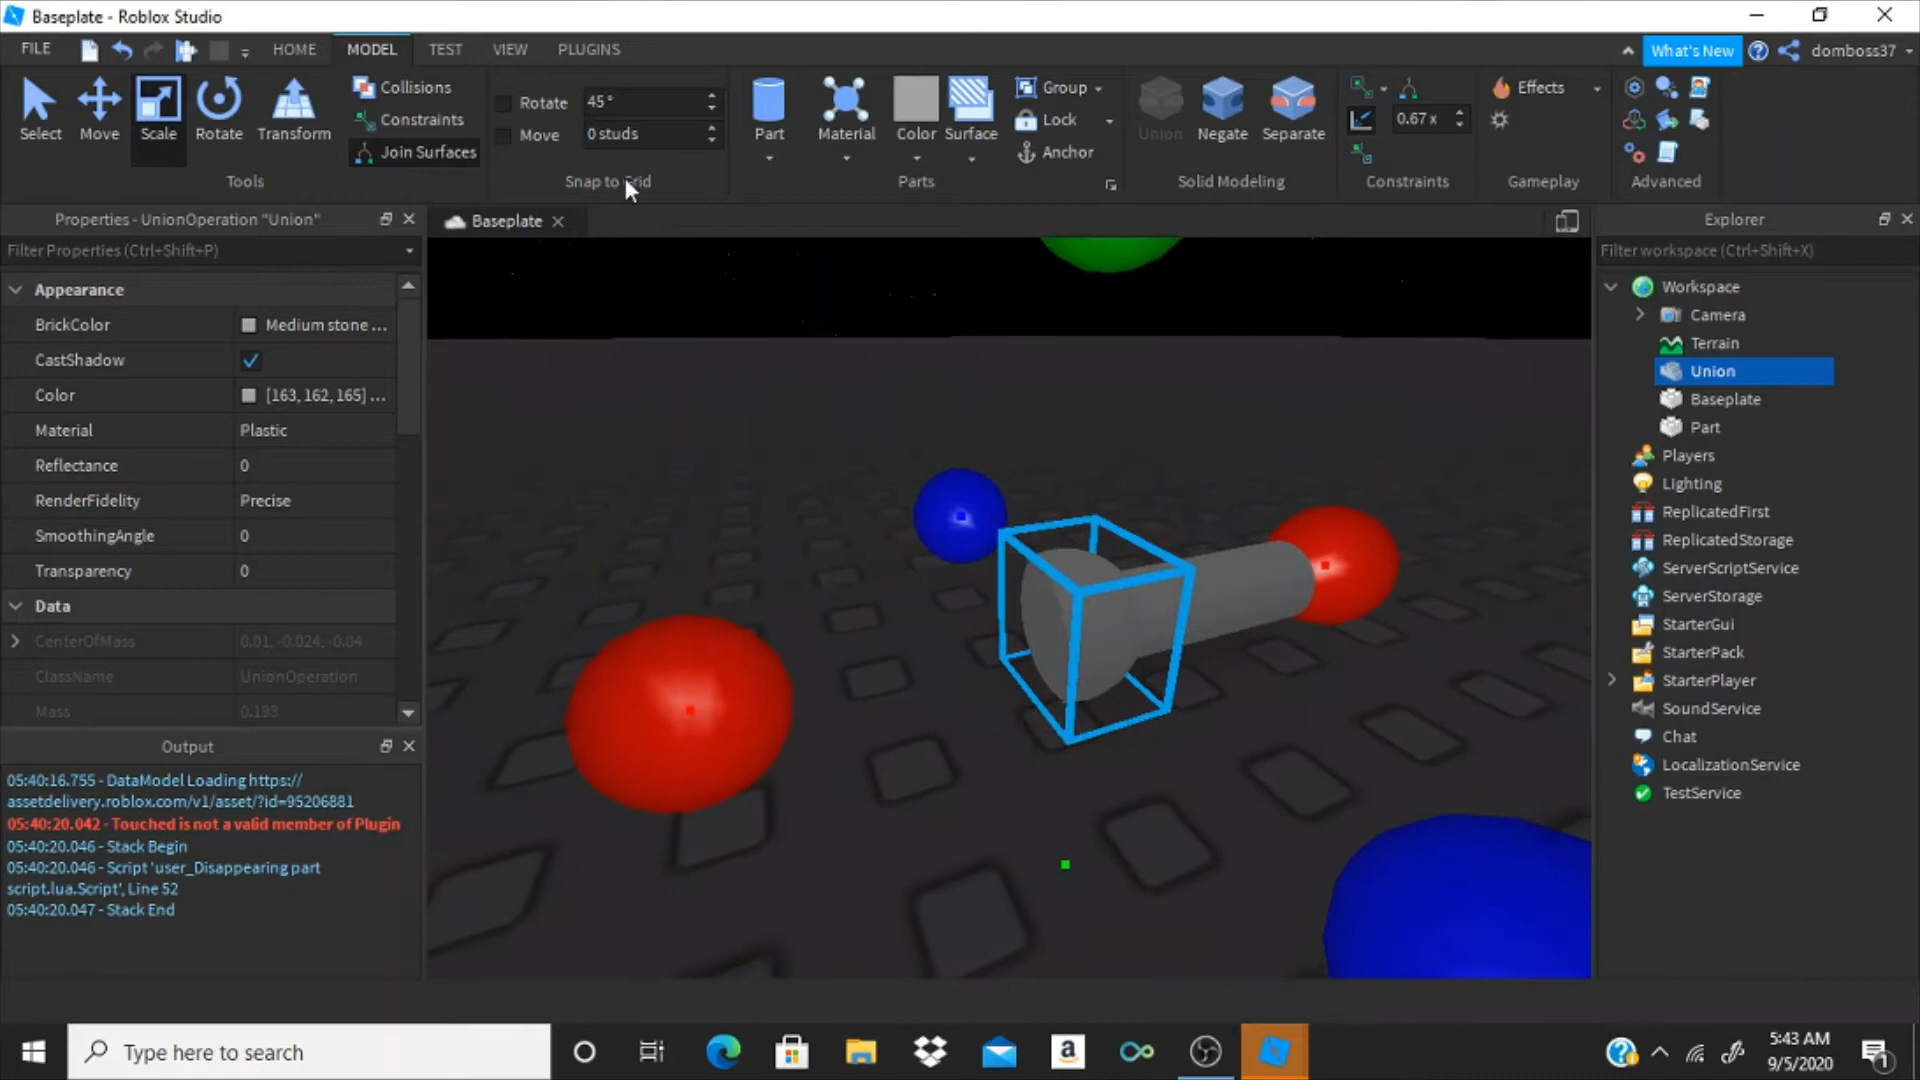 Baseplate - Roblox Studio
FILE HOME MODEL TEST VIEW PLUGINS What's New domboss37
Select Move Scale Rotate Transform
Collisions
Constraints
Join Surfaces
Tools
Rotate 45°
Move 0 studs
Snap to Grid
Part Material Color Surface
Group
Lock
Anchor
Parts
Union Negate Separate
Solid Modeling
0.67 x
Constraints
Effects
Gameplay
Advanced
Properties - UnionOperation "Union"
Filter Properties (Ctrl+Shift+P)
Appearance
BrickColor Medium stone ...
CastShadow
Color [163, 162, 165] ...
Material Plastic
Reflectance 0
RenderFidelity Precise
SmoothingAngle 0
Transparency 0
Data
CenterOfMass 0.01, -0.024, -0.04
ClassName UnionOperation
Mass 0.193
Output
05:40:16.755 - DataModel Loading https://
assetdelivery.roblox.com/v1/asset/?id=95206881
05:40:20.042 - Touched is not a valid member of Plugin
05:40:20.046 - Stack Begin
05:40:20.046 - Script 'user_Disappearing part
script.lua.Script', Line 52
05:40:20.047 - Stack End
Baseplate
Explorer
Filter workspace (Ctrl+Shift+X)
Workspace
Camera
Terrain
Union
Baseplate
Part
Players
Lighting
ReplicatedFirst
ReplicatedStorage
ServerScriptService
ServerStorage
StarterGui
StarterPack
StarterPlayer
SoundService
Chat
LocalizationService
TestService
Type here to search
a
5:43 AM
9/5/2020
1